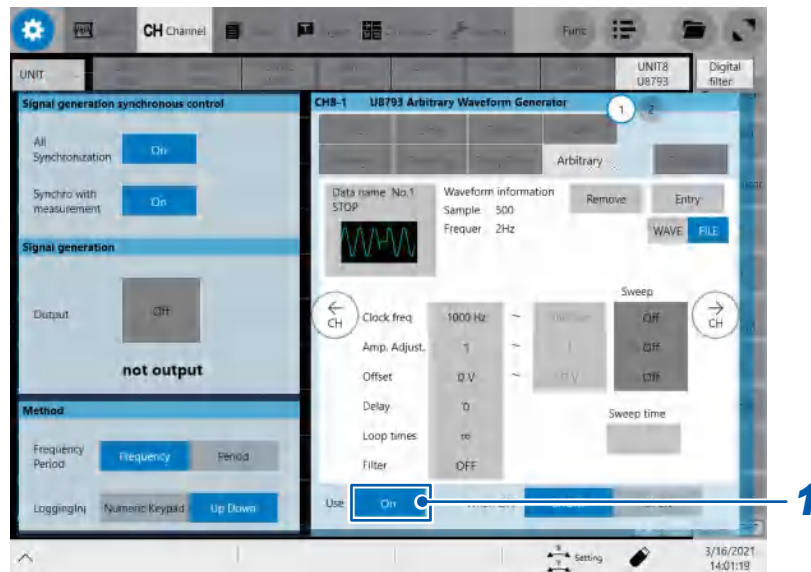 CH Channel
Func
UNIT
UNIT8
U8793
Digital
filter
Signal generation synchronous control
All
Synchronization
On
Synchro with
measurement
On
Signal generation
Output
Off
not output
Method
Frequency
Period
Frequency
Period
Numeric Keypad
Up Down
CH8-1 U8793 Arbitrary Waveform Generator
1
2
Arbitrary
Data name No.1
STOP
Waveform information
Sample 500
Frequer 2Hz
Remove
Entry
WAVE
FILE
Sweep
← CH
→ CH
Clock freq 1000 Hz ~ Off
Amp. Adjust. 1 ~ 1 Off
Offset 0 V ~ 0 V Off
Delay 0
Sweep time
Loop times ∞
Filter OFF
Use On
1
Setting
3/16/2021
14:01:19